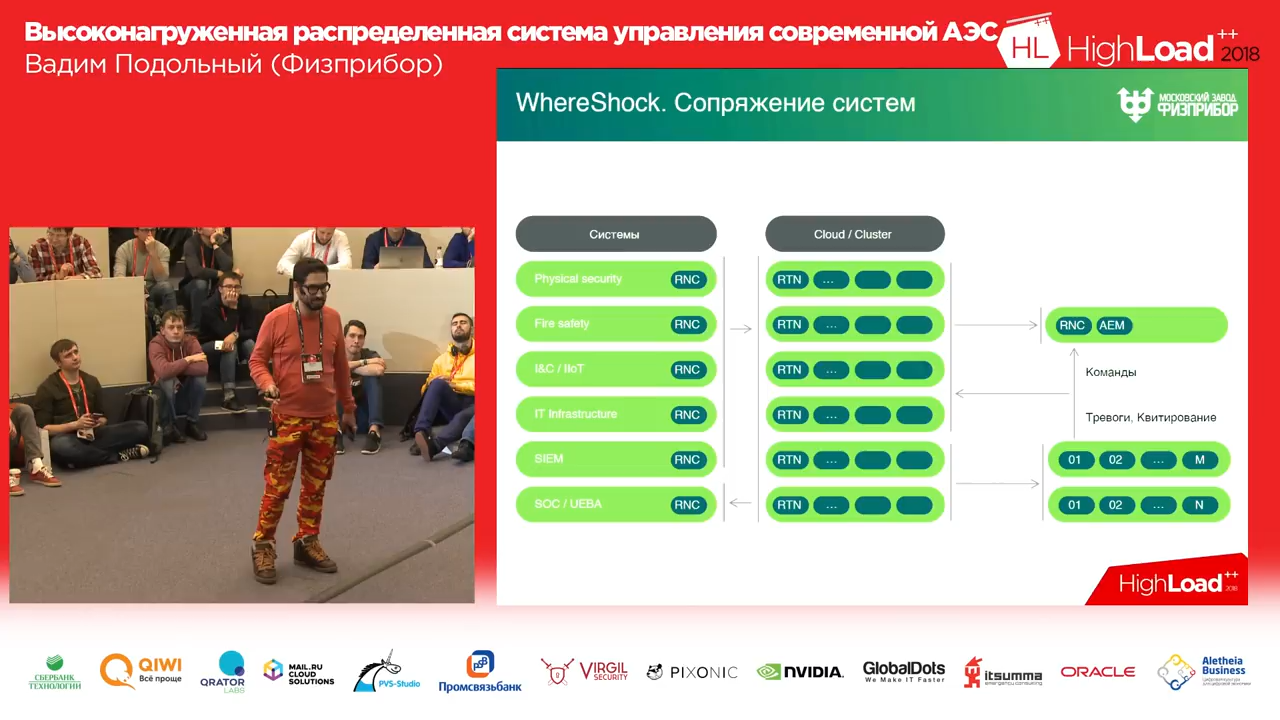 Высоконагруженная распределенная система управления современной АЭС
Вадим Подольный (Физприбор)
HL HighLoad++ 2018
WhereShock. Сопряжение систем
МОСКОВСКИЙ ЗАВОД
ФИЗПРИБОР
Системы
Cloud / Cluster
Physical security RNC
RTN ...
Fire safety RNC
RTN ...
RNC AEM
I&C / IIoT RNC
RTN ...
Команды
IT Infrastructure RNC
RTN ...
Тревоги, Квитирование
SIEM RNC
RTN ...
01 02 ... M
SOC / UEBA RNC
RTN ...
01 02 ... N
HighLoad++ 2018
СБЕРБАНК
ТЕХНОЛОГИИ
QIWI
Всё проще
QRATOR
LABS
MAIL.RU
CLOUD
SOLUTIONS
PVS-Studio
PSB
Промсвязьбанк
VIRGIL
SECURITY
PIXONIC
NVIDIA.
GlobalDots
We Make IT Faster
itsumma
emergency consulting
ORACLE
Aletheia
Business